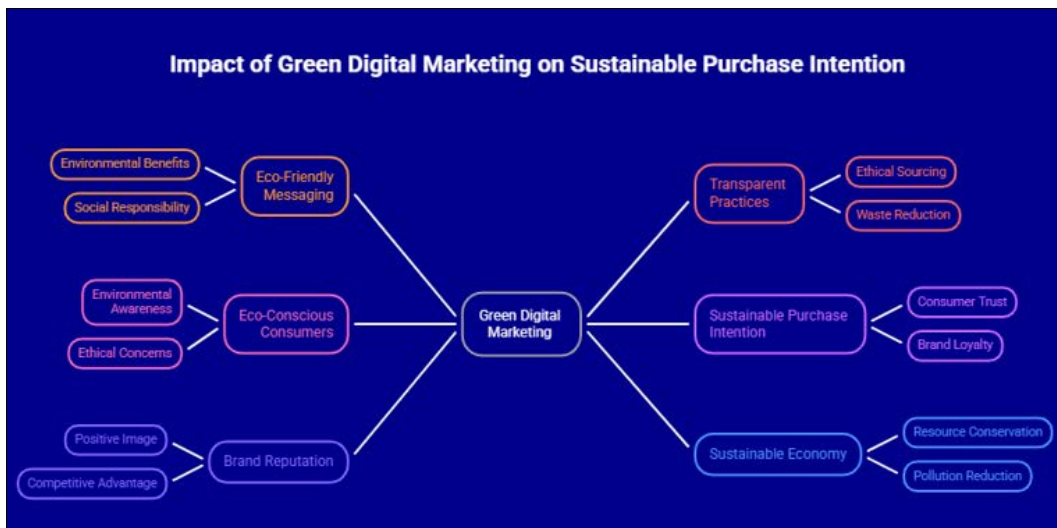 Impact of Green Digital Marketing on Sustainable Purchase Intention
Environmental Benefits
Social Responsibility
Eco-Friendly
Messaging
Environmental
Awareness
Ethical Concerns
Eco-Conscious
Consumers
Positive Image
Competitive Advantage
Brand Reputation
Green Digital
Marketing
Transparent
Practices
Ethical Sourcing
Waste Reduction
Sustainable Purchase
Intention
Consumer Trust
Brand Loyalty
Sustainable Economy
Resource Conservation
Pollution Reduction